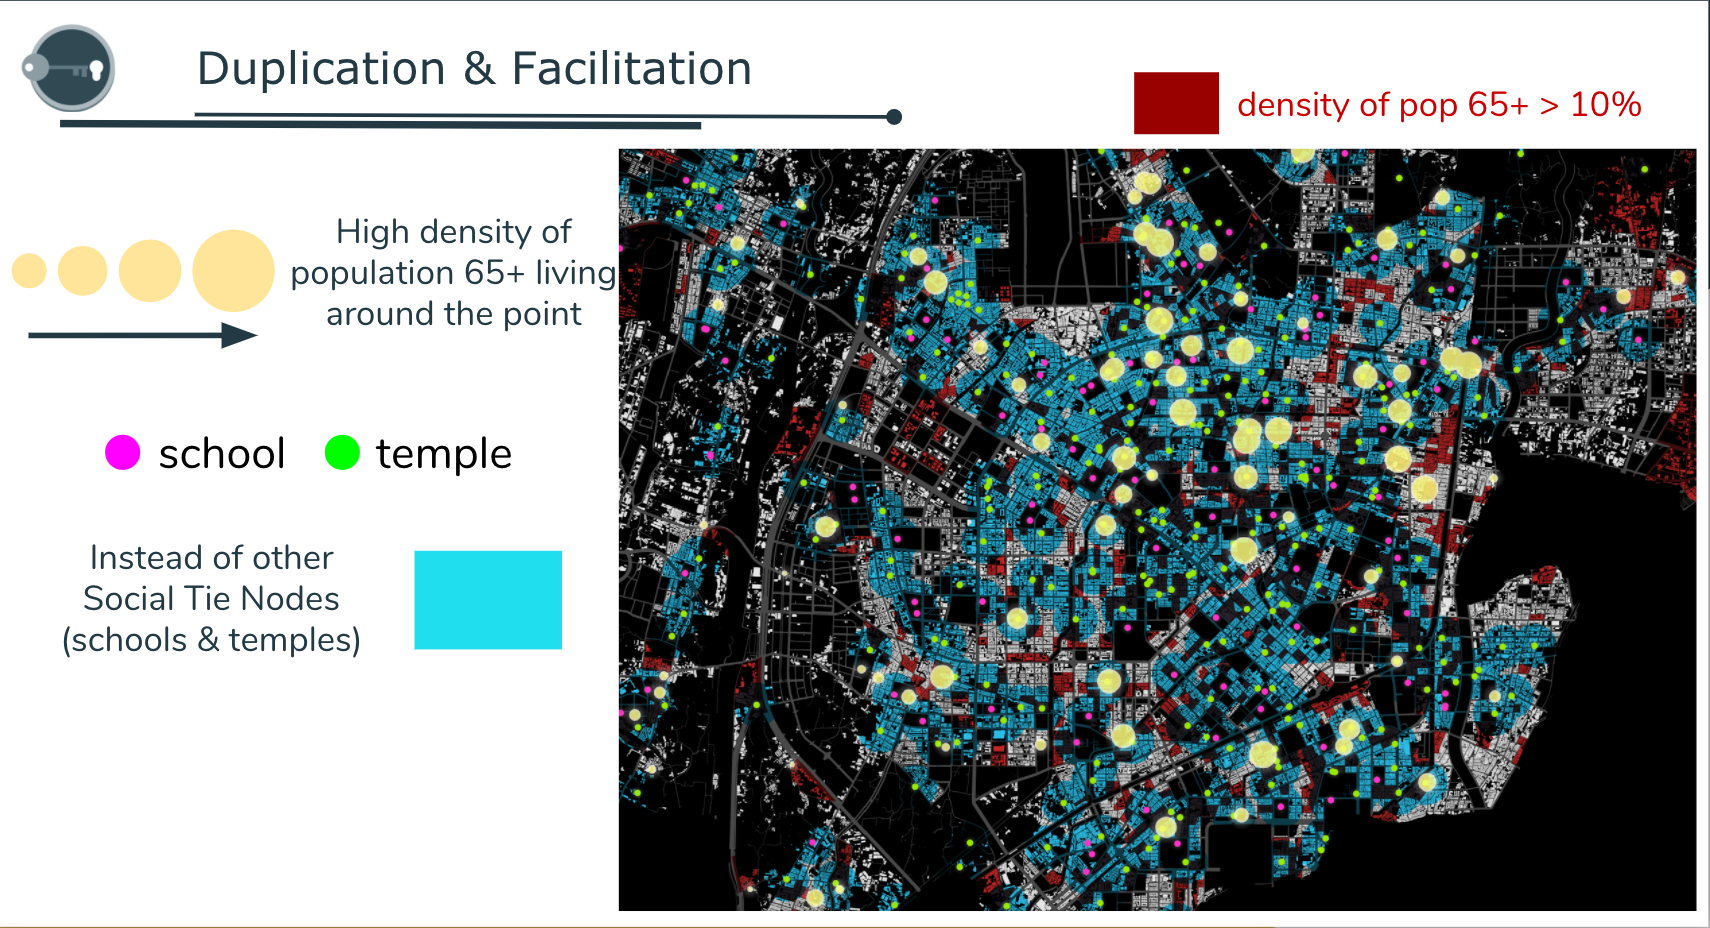 Duplication & Facilitation
density of pop 65+ > 10%
High density of
population 65+ living
around the point
school
temple
Instead of other
Social Tie Nodes
(schools & temples)